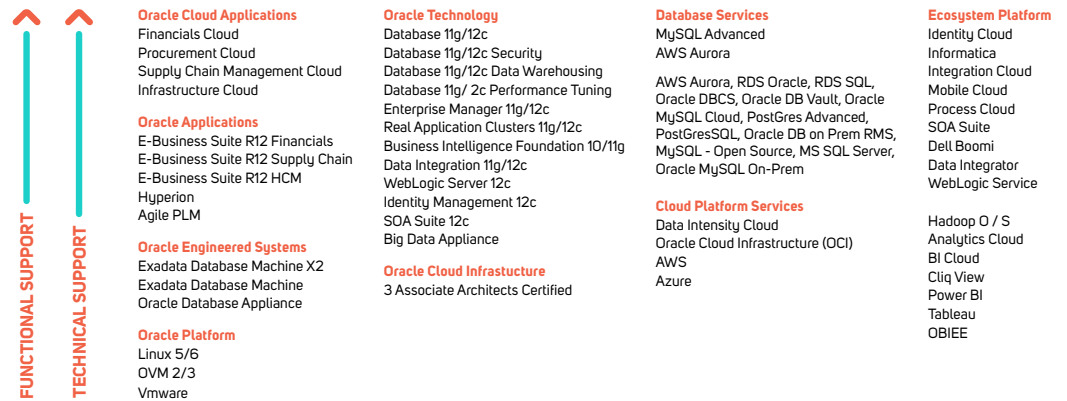 FUNCTIONAL SUPPORT
TECHNICAL SUPPORT
Oracle Cloud Applications
Financials Cloud
Procurement Cloud
Supply Chain Management Cloud
Infrastructure Cloud
Oracle Applications
E-Business Suite R12 Financials
E-Business Suite R12 Supply Chain
E-Business Suite R12 HCM
Hyperion
Agile PLM
Oracle Engineered Systems
Exadata Database Machine X2
Exadata Database Machine
Oracle Database Appliance
Oracle Platform
Linux 5/6
OVM 2/3
Vmware
Oracle Technology
Database 11g/12c
Database 11g/12c Security
Database 11g/12c Data Warehousing
Database 11g/ 2c Performance Tuning
Enterprise Manager 11g/12c
Real Application Clusters 11g/12c
Business Intelligence Foundation 10/11g
Data Integration 11g/12c
WebLogic Server 12c
Identity Management 12c
SOA Suite 12c
Big Data Appliance
Oracle Cloud Infrastucture
3 Associate Architects Certified
Database Services
MySQL Advanced
AWS Aurora
AWS Aurora, RDS Oracle, RDS SQL,
Oracle DBCS, Oracle DB Vault, Oracle
MySQL Cloud, PostGres Advanced,
PostGresSQL, Oracle DB on Prem RMS,
MySQL - Open Source, MS SQL Server,
Oracle MySQL On-Prem
Cloud Platform Services
Data Intensity Cloud
Oracle Cloud Infrastructure (OCI)
AWS
Azure
Ecosystem Platform
Identity Cloud
Informatica
Integration Cloud
Mobile Cloud
Process Cloud
SOA Suite
Dell Boomi
Data Integrator
WebLogic Service
Hadoop O / S
Analytics Cloud
BI Cloud
Cliq View
Power BI
Tableau
OBIEE